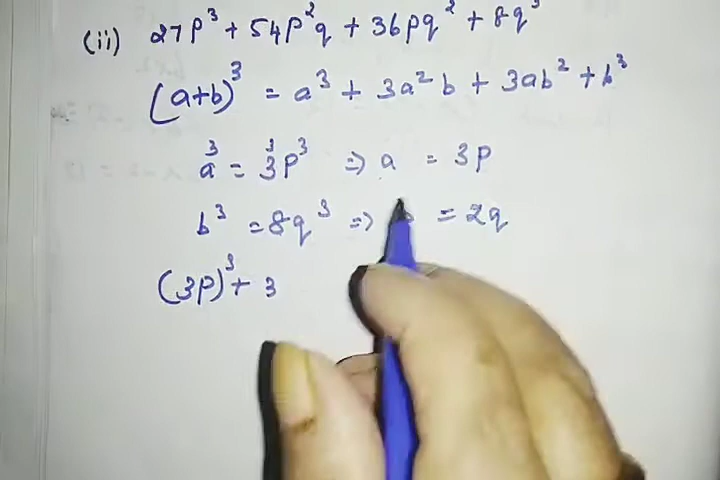 (ii) 27p³ + 54p²q + 36pq² + 8q³
(a+b)³ = a³ + 3a²b + 3ab² + b³
a³ = 3³p³ => a = 3p
b³ = 8q³ => = 2q
(3p)³ + 3